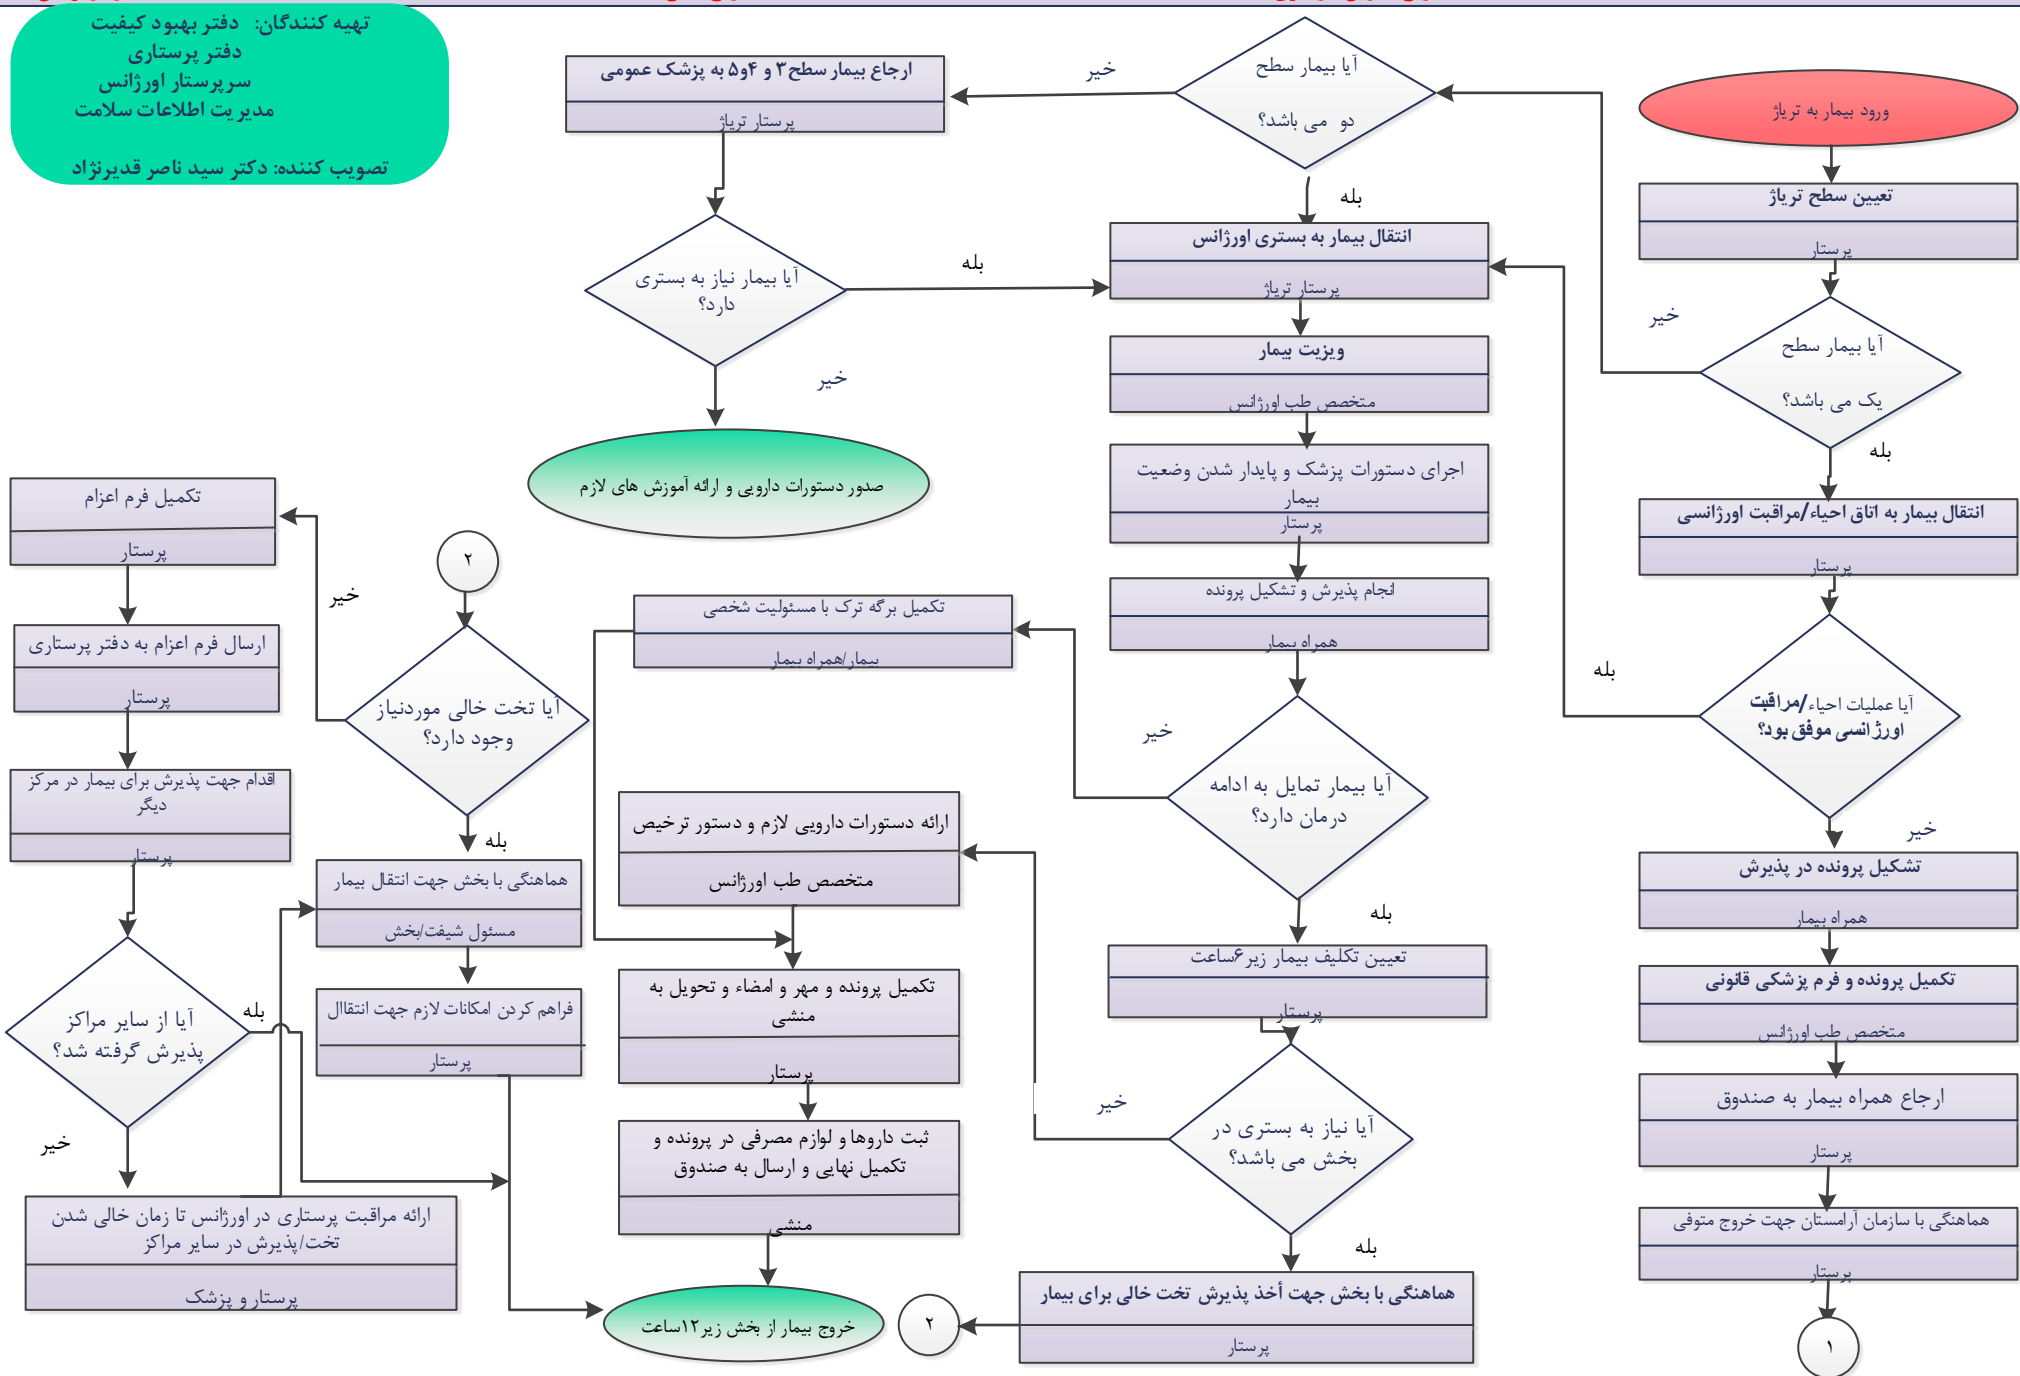 تهیه کنندگان: دفتر بهبود کیفیت
دفتر پرستاری
سرپرستار اورژانس
مدیریت اطلاعات سلامت
تصویب کننده: دکتر سید ناصر قدیرنژاد
ورود بیمار به تریاژ
تعیین سطح تریاژ
پرستار
آیا بیمار سطح
یک می باشد؟
خیر
بله
آیا بیمار سطح
دو می باشد؟
خیر
بله
ارجاع بیمار سطح۳ و ۴و۵ به پزشک عمومی
پرستار تریاژ
آیا بیمار نیاز به بستری
دارد؟
بله
خیر
صدور دستورات دارویی و ارائه آموزش های لازم
انتقال بیمار به بستری اورژانس
پرستار تریاژ
ویزیت بیمار
متخصص طب اورژانس
اجرای دستورات پزشک و پایدار شدن وضعیت
بیمار
پرستار
انجام پذیرش و تشکیل پرونده
همراه بیمار
آیا بیمار تمایل به ادامه
درمان دارد؟
خیر
بله
تکمیل برگه ترک با مسئولیت شخصی
بیمار/همراه بیمار
تعیین تکلیف بیمار زیر۶ساعت
پرستار
آیا نیاز به بستری در
بخش می باشد؟
خیر
بله
ارائه دستورات دارویی لازم و دستور ترخیص
متخصص طب اورژانس
تکمیل پرونده و مهر و امضاء و تحویل به
منشی
پرستار
ثبت داروها و لوازم مصرفی در پرونده و
تکمیل نهایی و ارسال به صندوق
منشی
خروج بیمار از بخش زیر۱۲ساعت
هماهنگی با بخش جهت أخذ پذیرش تخت خالی برای بیمار
پرستار
۲
انتقال بیمار به اتاق احیاء/مراقبت اورژانسی
پرستار
آیا عملیات احیاء/مراقبت
اورژانسی موفق بود؟
بله
خیر
تشکیل پرونده در پذیرش
همراه بیمار
تکمیل پرونده و فرم پزشکی قانونی
متخصص طب اورژانس
ارجاع همراه بیمار به صندوق
پرستار
هماهنگی با سازمان آرامستان جهت خروج متوفی
پرستار
۱
۲
آیا تخت خالی موردنیاز
وجود دارد؟
خیر
بله
تکمیل فرم اعزام
پرستار
ارسال فرم اعزام به دفتر پرستاری
پرستار
اقدام جهت پذیرش برای بیمار در مرکز
دیگر
پرستار
آیا از سایر مراکز
پذیرش گرفته شد؟
بله
خیر
هماهنگی با بخش جهت انتقال بیمار
مسئول شیفت/بخش
فراهم کردن امکانات لازم جهت انتقاال
پرستار
ارائه مراقبت پرستاری در اورژانس تا زمان خالی شدن
تخت/پذیرش در سایر مراکز
پرستار و پزشک